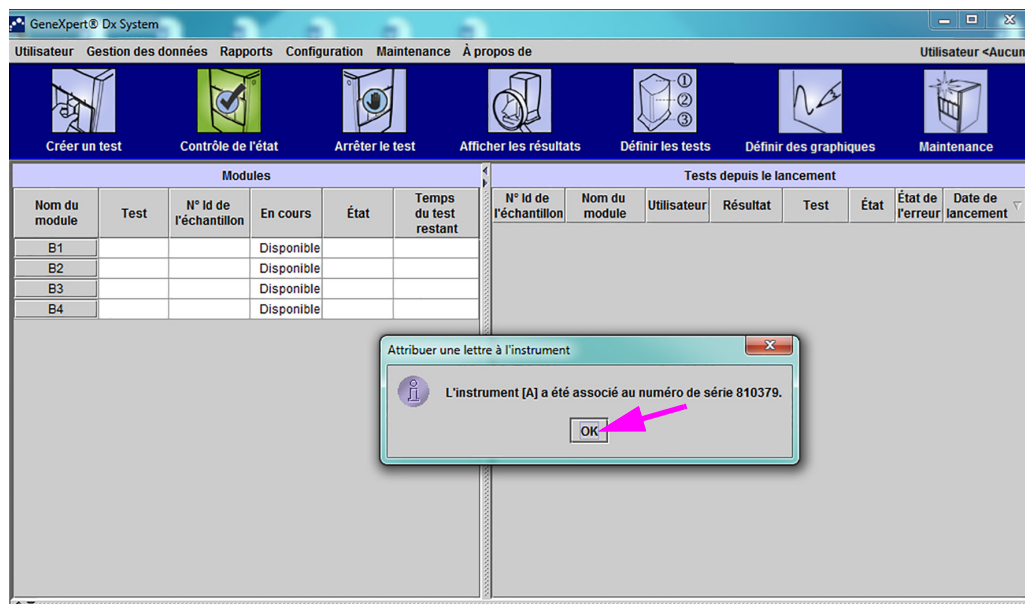 GeneXpert® Dx System
Utilisateur Gestion des données Rapports Configuration Maintenance À propos de Utilisateur <Aucun
Créer un test Contrôle de l'état Arrêter le test Afficher les résultats Définir les tests Définir des graphiques Maintenance
Modules
Nom du module Test N° Id de l'échantillon En cours État Temps du test restant
B1 Disponible
B2 Disponible
B3 Disponible
B4 Disponible
Tests depuis le lancement
N° Id de l'échantillon Nom du module Utilisateur Résultat Test État État de l'erreur Date de lancement
Attribuer une lettre à l'instrument
L'instrument [A] a été associé au numéro de série 810379.
OK